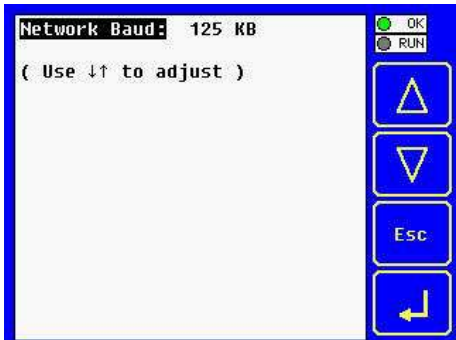 Network Baud: 125 KB
( Use ↓↑ to adjust )
OK
RUN
Esc